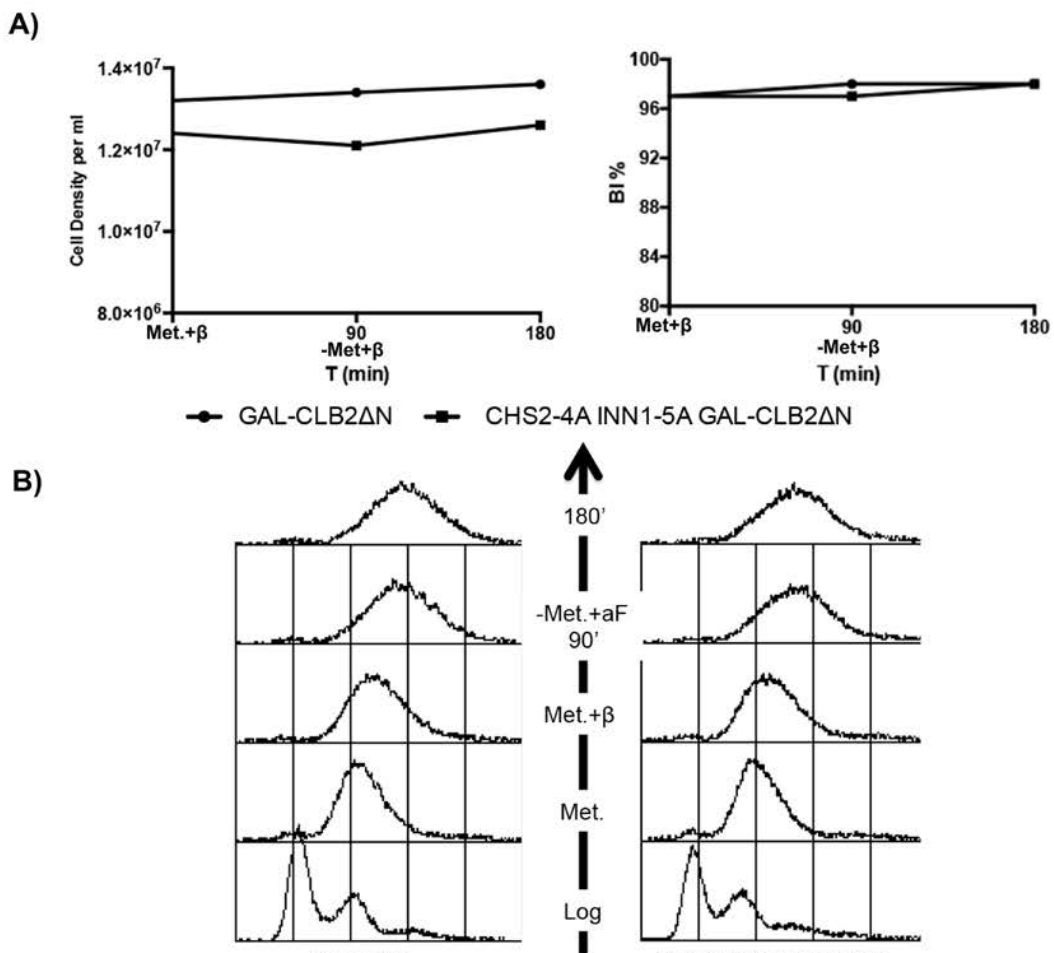 A)
1.4×10⁷
1.2×10⁷
1.0×10⁷
8.0×10⁶
Cell Density per ml
Met.+β
90
180
-Met+β
T (min)
100
96
92
88
84
80
BI %
Met+β
90
180
-Met+β
T (min)
GAL-CLB2ΔN
CHS2-4A INN1-5A GAL-CLB2ΔN
B)
180’
-Met.+aF
90’
Met.+β
Met.
Log